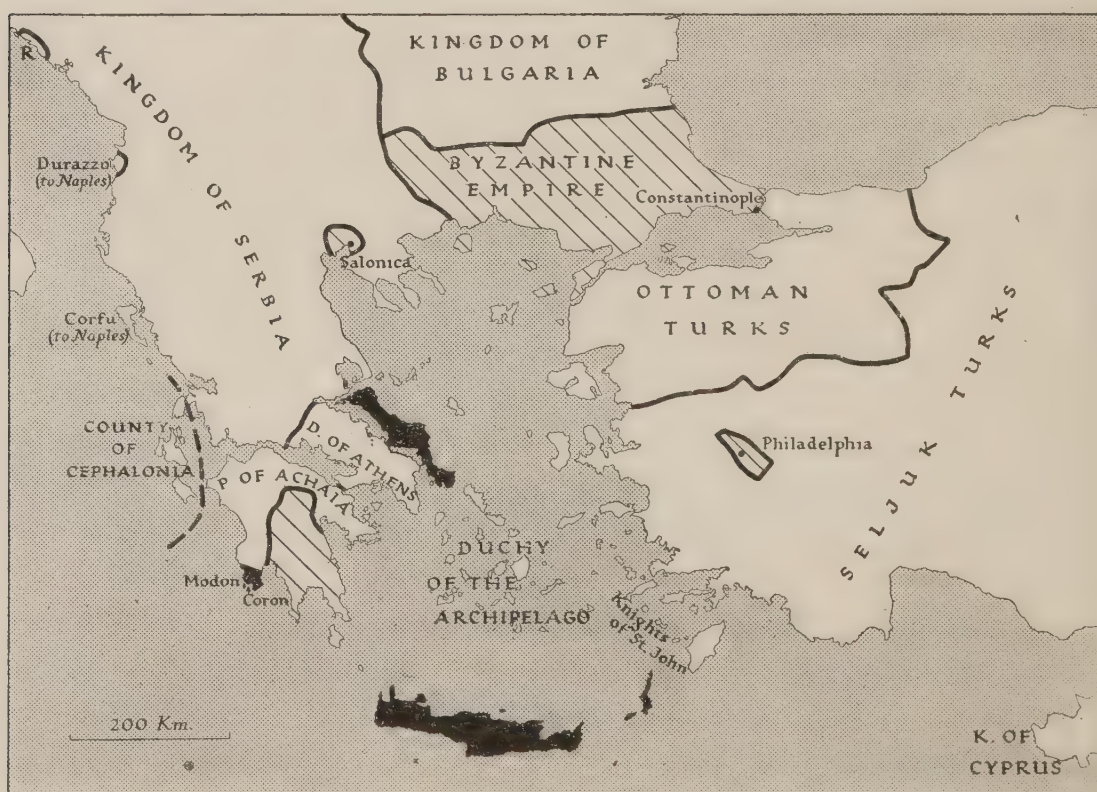 R
KINGDOM OF SERBIA
KINGDOM OF
BULGARIA
BYZANTINE
EMPIRE
Constantinople
Durazzo
(to Naples)
Salonica
OTTOMAN
TURKS
SELJUK TURKS
Corfu
(to Naples)
COUNTY
OF
CEPHALONIA
D. OF ATHENS
P OF ACHAIA
Philadelphia
Modon
Coron
DUCHY
OF THE
ARCHIPELAGO
Knights
of St. John
200 Km.
K. OF
CYPRUS